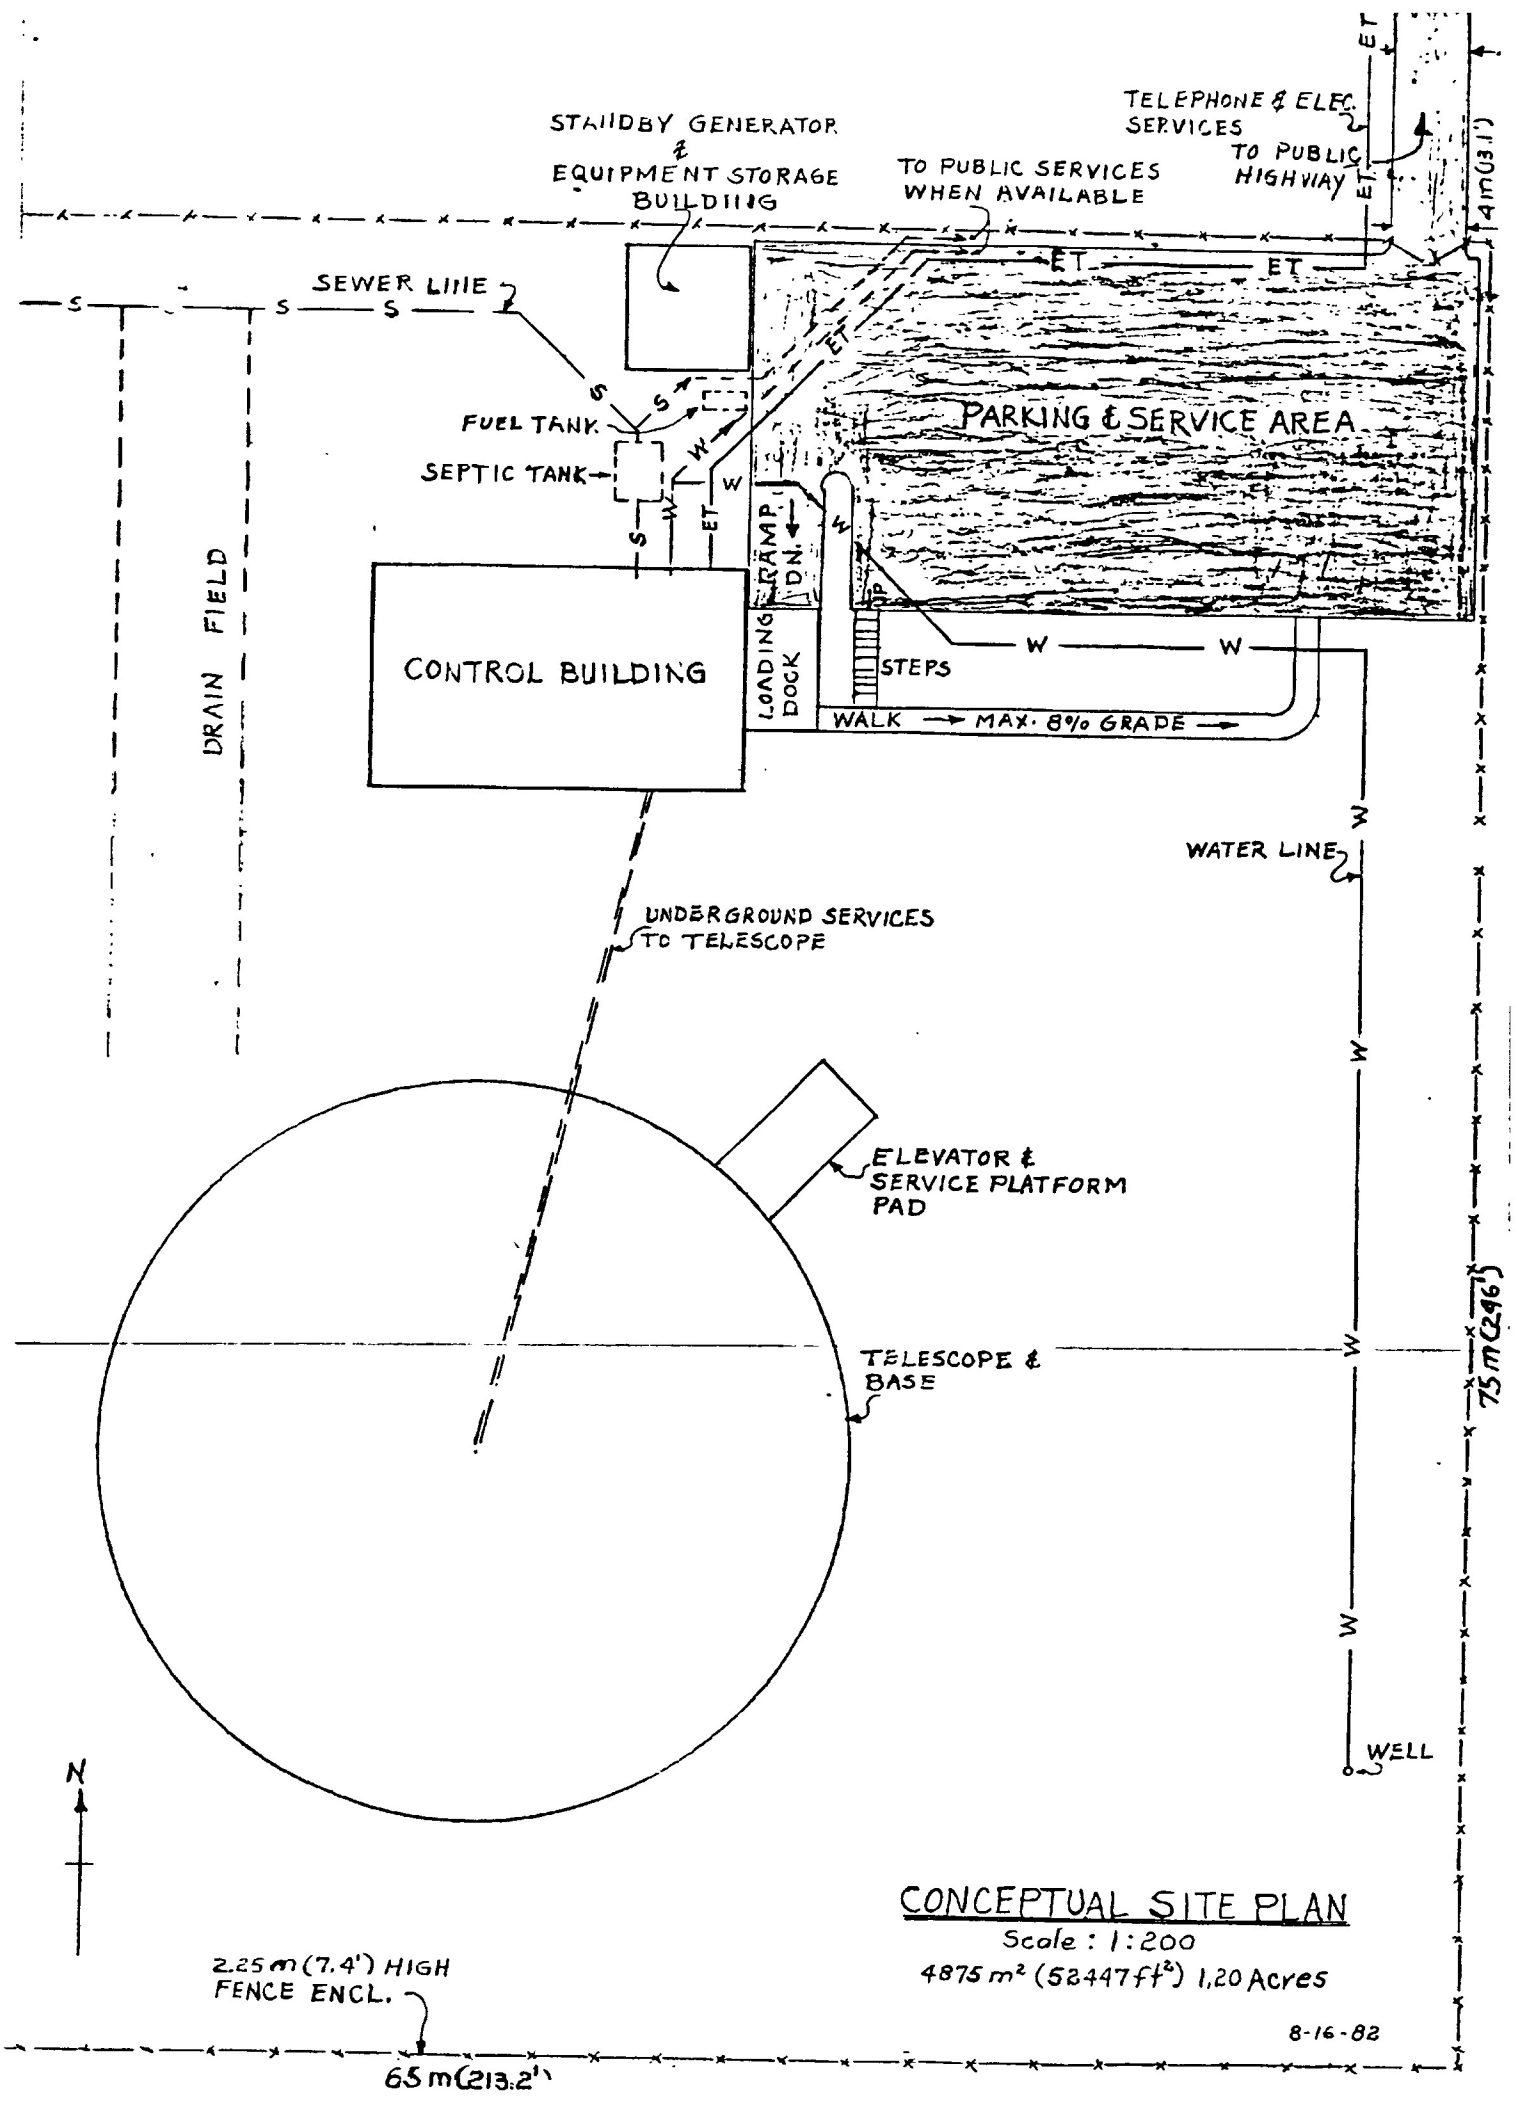 ET
TELEPHONE & ELEC.
SERVICES
TO PUBLIC
HIGHWAY
ET
4m(13.1')
STANDBY GENERATOR
&
EQUIPMENT STORAGE
BUILDING
TO PUBLIC SERVICES
WHEN AVAILABLE
SEWER LINE
S S S
ET ET
ET
S S
FUEL TANK
SEPTIC TANK
W
W
S
W
ET
W
PARKING & SERVICE AREA
RAMP
DN.
UP
DRAIN FIELD
CONTROL BUILDING
LOADING
DOCK
STEPS
W W
WALK → MAX. 8% GRADE →
W
WATER LINE
UNDERGROUND SERVICES
TO TELESCOPE
W
ELEVATOR &
SERVICE PLATFORM
PAD
75m(246')
W
TELESCOPE &
BASE
W
WELL
N
CONCEPTUAL SITE PLAN
Scale : 1:200
4875 m² (52447ft²) 1.20 Acres
8-16-82
2.25m(7.4') HIGH
FENCE ENCL.
65m(213.2')